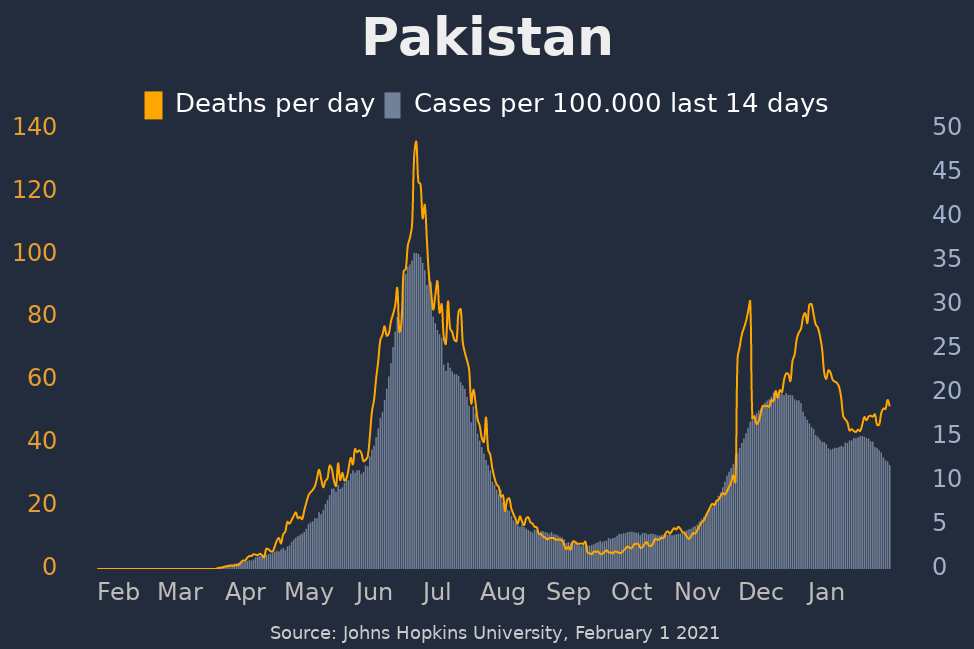 Pakistan
Deaths per day Cases per 100.000 last 14 days
140 50
120 45
100 40
80 35
60 30
40 25
20 20
0 15
10
5
0
Feb Mar Apr May Jun Jul Aug Sep Oct Nov Dec Jan
Source: Johns Hopkins University, February 1 2021